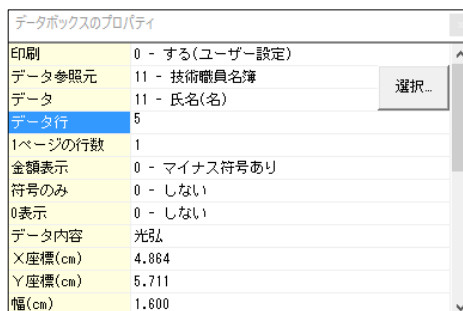 データボックスのプロパティ
印刷 0 - する(ユーザー設定)
データ参照元 11 - 技術職員名簿
選択...
データ 11 - 氏名(名)
データ行 5
1ページの行数 1
金額表示 0 - マイナス符号あり
符号のみ 0 - しない
0表示 0 - しない
データ内容 光弘
X座標(cm) 4.864
Y座標(cm) 5.711
幅(cm) 1.600